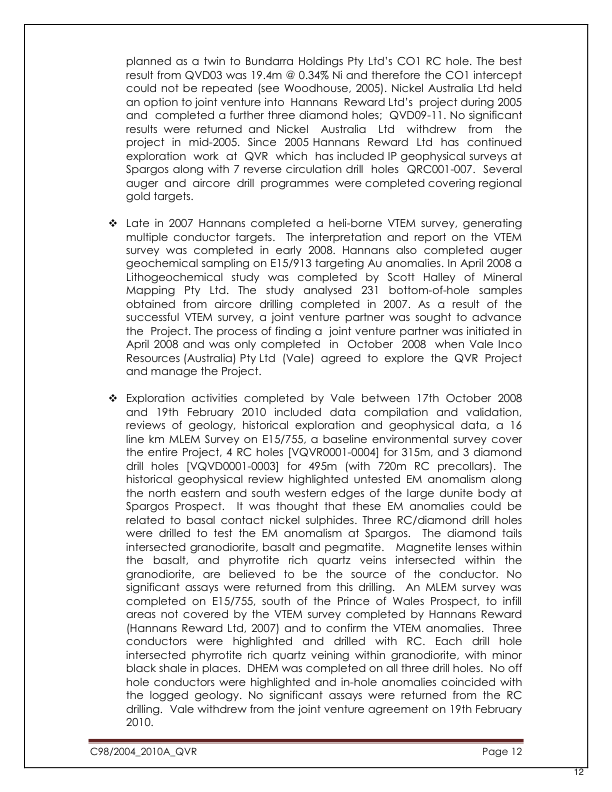 planned as a twin to Bundarra Holdings Pty Ltd's CO1 RC hole. The best
result from QVD03 was 19.4m @ 0.34% Ni and therefore the CO1 intercept
could not be repeated (see Woodhouse, 2005). Nickel Australia Ltd held
an option to joint venture into Hannans Reward Ltd's project during 2005
and completed a further three diamond holes; QVD09-11. No significant
results were returned and Nickel Australia Ltd withdrew from the
project in mid-2005. Since 2005 Hannans Reward Ltd has continued
exploration work at QVR which has included IP geophysical surveys at
Spargos along with 7 reverse circulation drill holes QRC001-007. Several
auger and aircore drill programmes were completed covering regional
gold targets.
❖ Late in 2007 Hannans completed a heli-borne VTEM survey, generating
multiple conductor targets. The interpretation and report on the VTEM
survey was completed in early 2008. Hannans also completed auger
geochemical sampling on E15/913 targeting Au anomalies. In April 2008 a
Lithogeochemical study was completed by Scott Halley of Mineral
Mapping Pty Ltd. The study analysed 231 bottom-of-hole samples
obtained from aircore drilling completed in 2007. As a result of the
successful VTEM survey, a joint venture partner was sought to advance
the Project. The process of finding a joint venture partner was initiated in
April 2008 and was only completed in October 2008 when Vale Inco
Resources (Australia) Pty Ltd (Vale) agreed to explore the QVR Project
and manage the Project.
❖ Exploration activities completed by Vale between 17th October 2008
and 19th February 2010 included data compilation and validation,
reviews of geology, historical exploration and geophysical data, a 16
line km MLEM Survey on E15/755, a baseline environmental survey cover
the entire Project, 4 RC holes [VQVR0001-0004] for 315m, and 3 diamond
drill holes [VQVD0001-0003] for 495m (with 720m RC precollars). The
historical geophysical review highlighted untested EM anomalism along
the north eastern and south western edges of the large dunite body at
Spargos Prospect. It was thought that these EM anomalies could be
related to basal contact nickel sulphides. Three RC/diamond drill holes
were drilled to test the EM anomalism at Spargos. The diamond tails
intersected granodiorite, basalt and pegmatite. Magnetite lenses within
the basalt, and phyrrotite rich quartz veins intersected within the
granodiorite, are believed to be the source of the conductor. No
significant assays were returned from this drilling. An MLEM survey was
completed on E15/755, south of the Prince of Wales Prospect, to infill
areas not covered by the VTEM survey completed by Hannans Reward
(Hannans Reward Ltd, 2007) and to confirm the VTEM anomalies. Three
conductors were highlighted and drilled with RC. Each drill hole
intersected phyrrotite rich quartz veining within granodiorite, with minor
black shale in places. DHEM was completed on all three drill holes. No off
hole conductors were highlighted and in-hole anomalies coincided with
the logged geology. No significant assays were returned from the RC
drilling. Vale withdrew from the joint venture agreement on 19th February
2010.
C98/2004_2010A_QVR Page 12
12